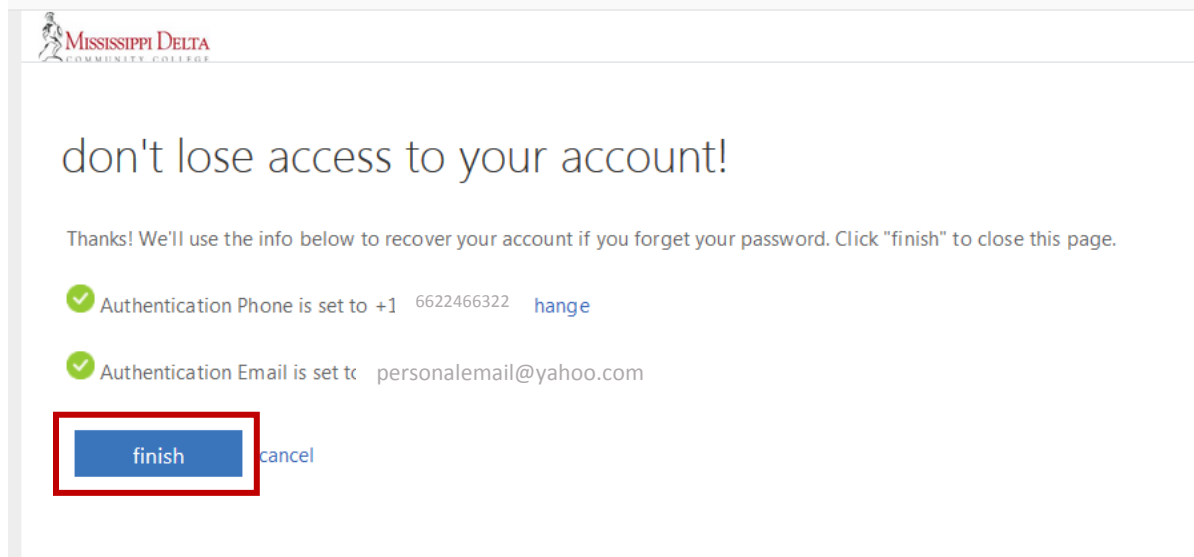 MISSISSIPPI DELTA
COMMUNITY COLLEGE
don't lose access to your account!
Thanks! We'll use the info below to recover your account if you forget your password. Click "finish" to close this page.
Authentication Phone is set to +1 6622466322 hange
Authentication Email is set to personalemail@yahoo.com
finish cancel